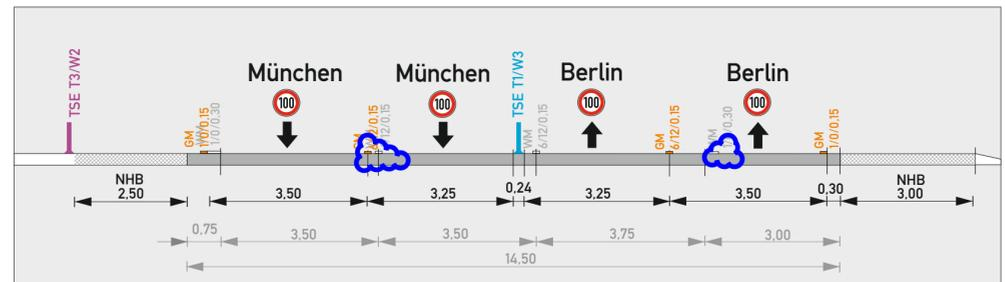 TSE T3/W2
GM
1/0/0.15
1/0/0.30
München
100
GM
6/12/0.15
München
100
TSE T1/W3
WM
6/12/0.15
Berlin
100
GM
6/12/0.15
Berlin
100
GM
1/0/0.15
NHB
2,50
3,50
3,25
0,24
3,25
3,50
0,30
NHB
3,00
0,75
3,50
3,50
3,75
3,00
14,50